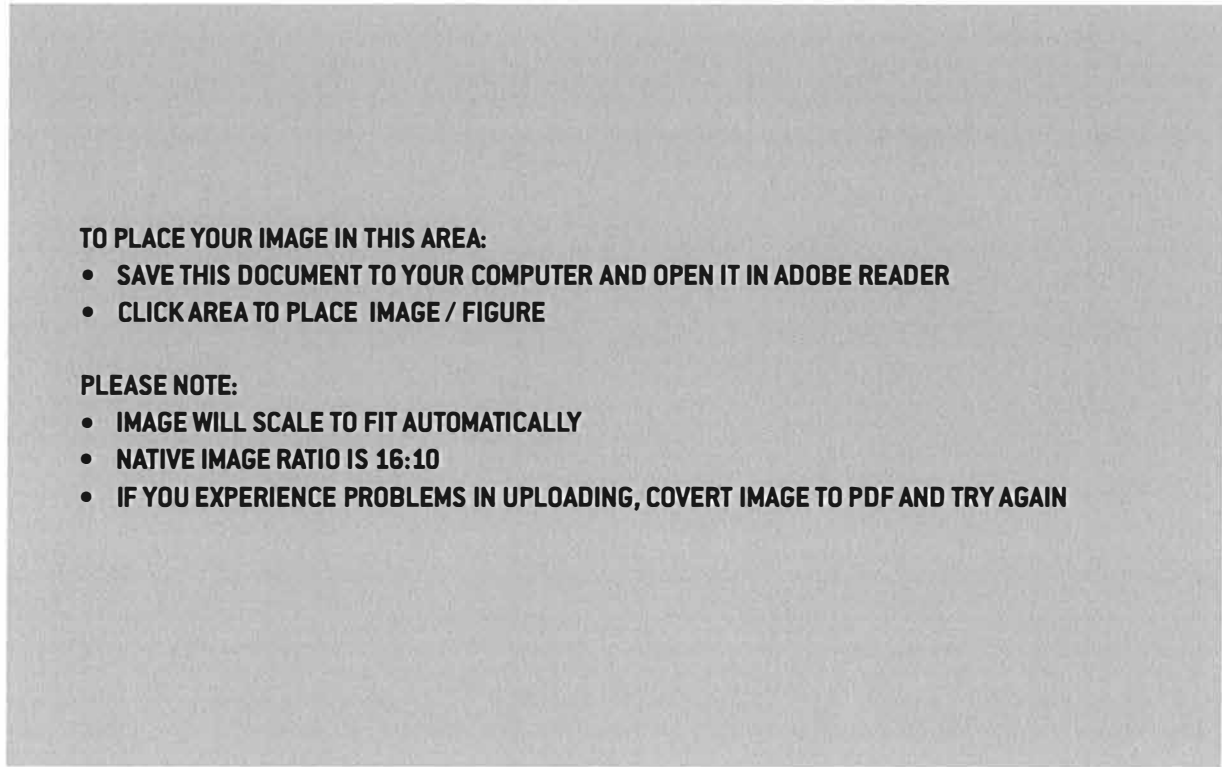 TO PLACE YOUR IMAGE IN THIS AREA:
• SAVE THIS DOCUMENT TO YOUR COMPUTER AND OPEN IT IN ADOBE READER
• CLICK AREA TO PLACE IMAGE / FIGURE
PLEASE NOTE:
• IMAGE WILL SCALE TO FIT AUTOMATICALLY
• NATIVE IMAGE RATIO IS 16:10
• IF YOU EXPERIENCE PROBLEMS IN UPLOADING, COVERT IMAGE TO PDF AND TRY AGAIN